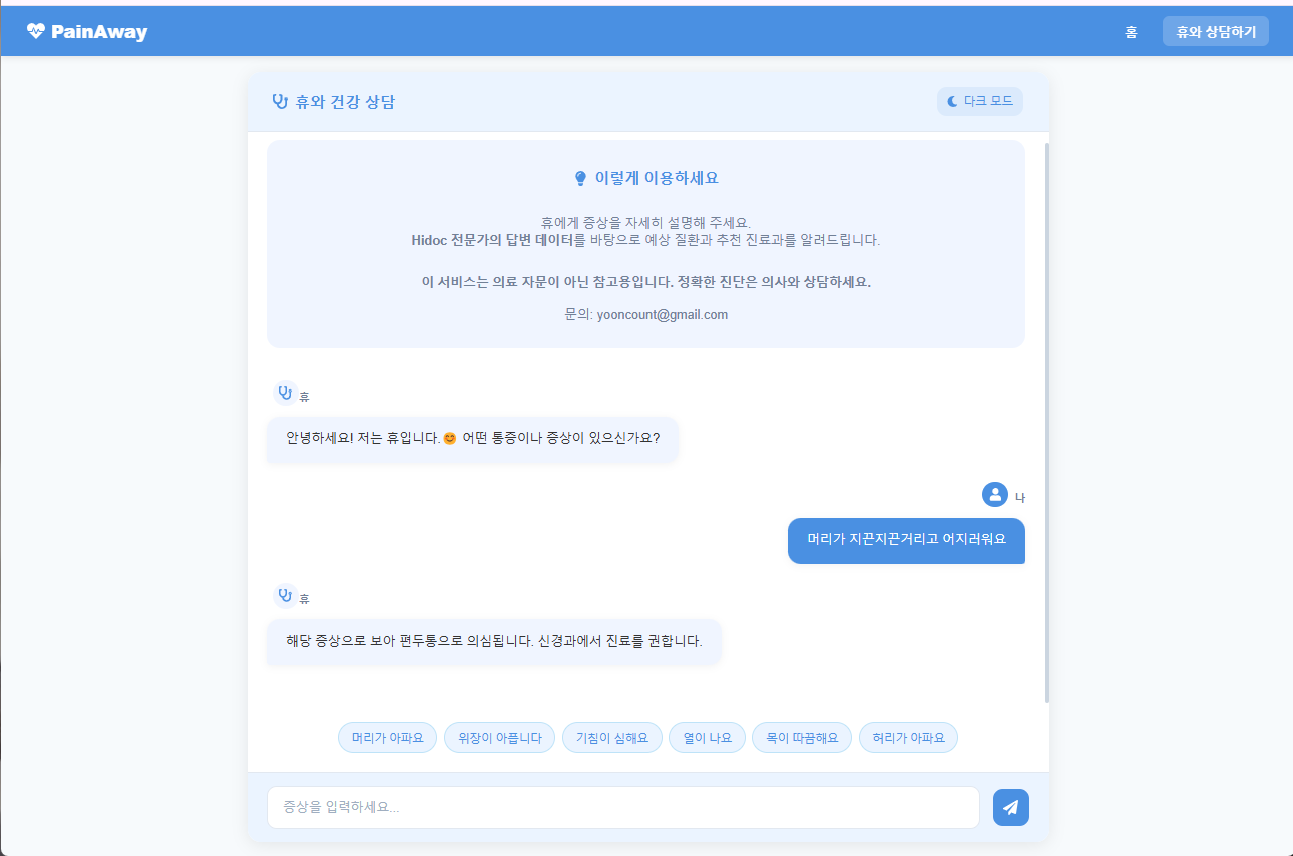 PainAway
홈
휴와 상담하기
휴와 건강 상담
다크 모드
이렇게 이용하세요
휴에게 증상을 자세히 설명해 주세요.
Hidoc 전문가의 답변 데이터를 바탕으로 예상 질환과 추천 진료과를 알려드립니다.
이 서비스는 의료 자문이 아닌 참고용입니다. 정확한 진단은 의사와 상담하세요.
문의: yooncount@gmail.com
휴
안녕하세요! 저는 휴입니다.😊 어떤 통증이나 증상이 있으신가요?
나
머리가 지끈지끈거리고 어지러워요
휴
해당 증상으로 보아 편두통으로 의심됩니다. 신경과에서 진료를 권합니다.
머리가 아파요
위장이 아픕니다
기침이 심해요
열이 나요
목이 따끔해요
허리가 아파요
증상을 입력하세요...